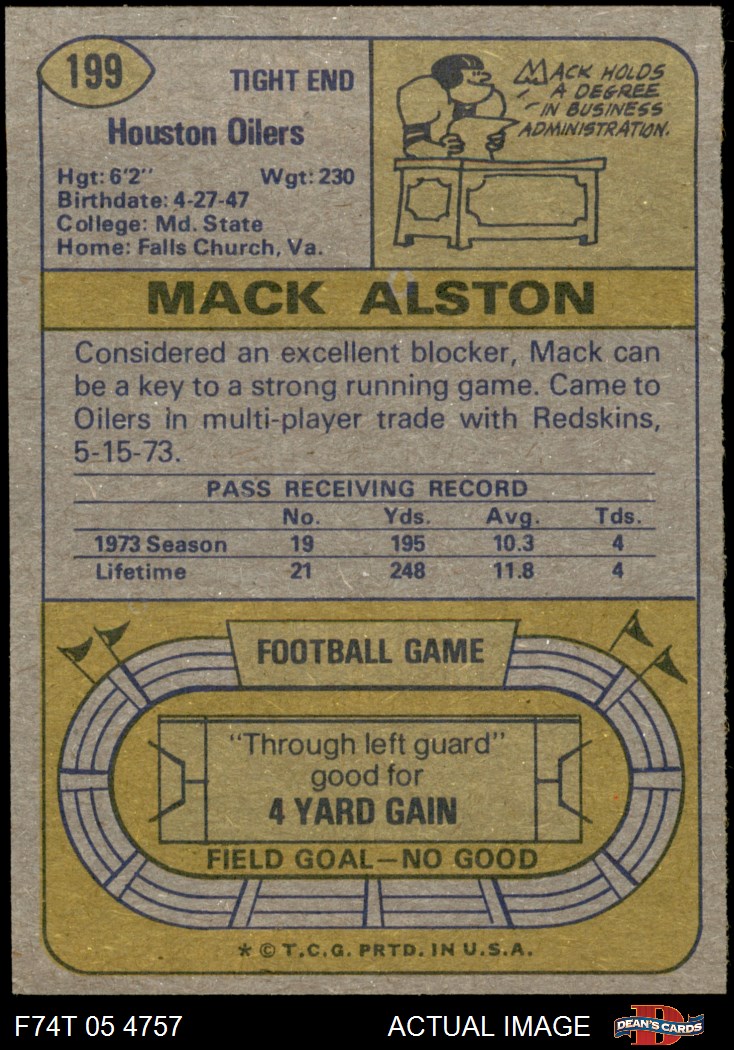 199
TIGHT END
Houston Oilers
Hgt: 6'2"   Wgt: 230
Birthdate: 4-27-47
College: Md. State
Home: Falls Church, Va.
MACK HOLDS
A DEGREE
IN BUSINESS
ADMINISTRATION.
MACK ALSTON
Considered an excellent blocker, Mack can
be a key to a strong running game. Came to
Oilers in multi-player trade with Redskins,
5-15-73.
PASS RECEIVING RECORD
No. Yds. Avg. Tds.
1973 Season 19 195 10.3 4
Lifetime 21 248 11.8 4
FOOTBALL GAME
"Through left guard"
good for
4 YARD GAIN
FIELD GOAL—NO GOOD
* © T.C.G. PRTD. IN U.S.A.
F74T 05 4757 ACTUAL IMAGE
D
DEAN'S CARDS